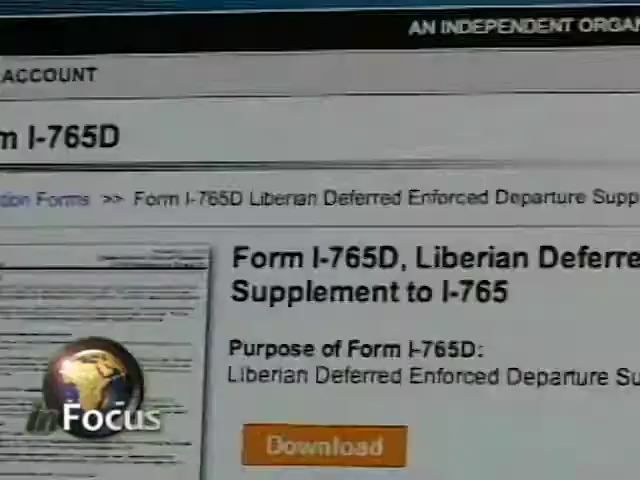 AN INDEPENDENT ORGAN
ACCOUNT
m I-765D
tion Forms >> Form I-765D Liberian Deferred Enforced Departure Supp
Form I-765D, Liberian Deferre
Supplement to I-765
Purpose of Form I-765D:
Liberian Deferred Enforced Departure Su
Download
inFocus